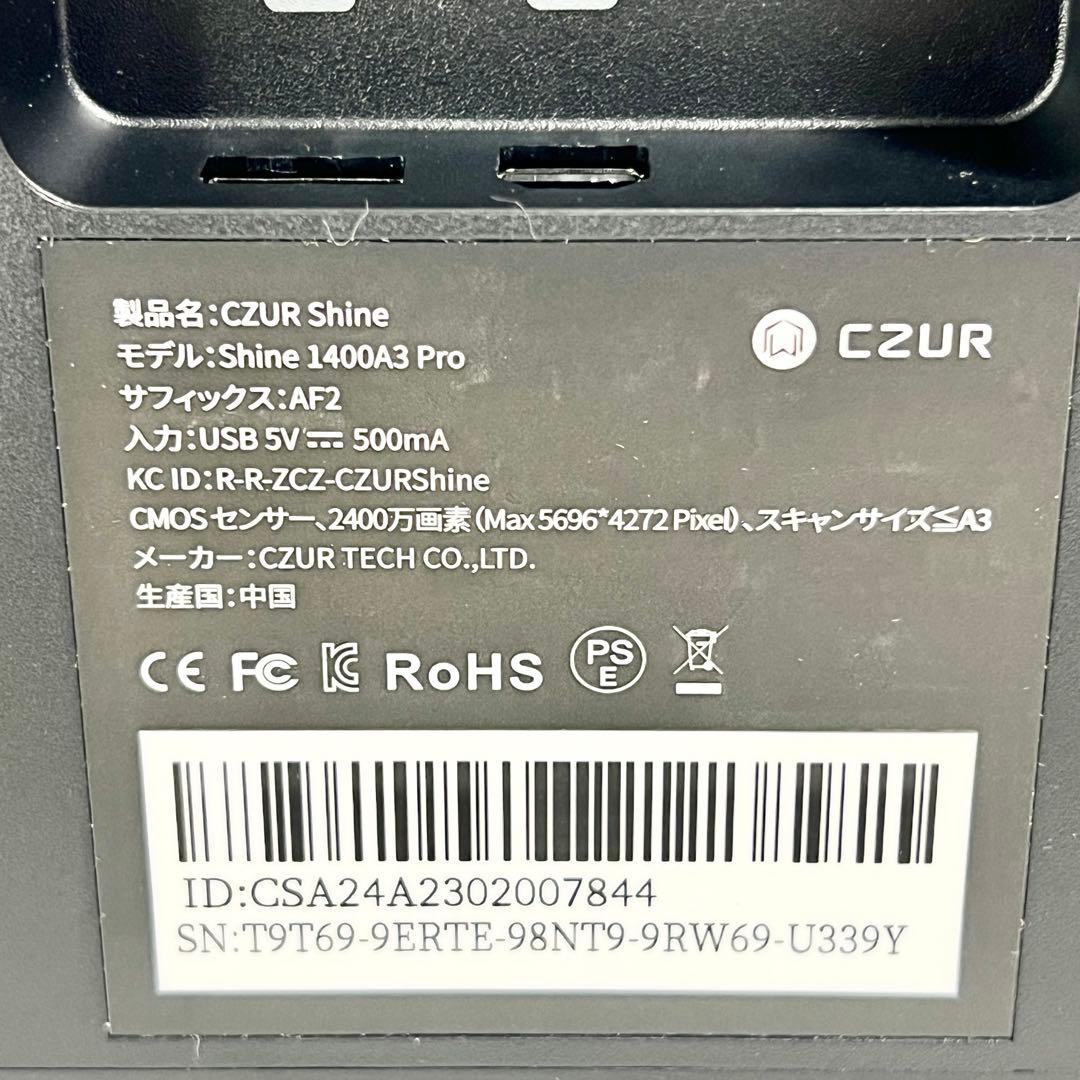 製品名:CZUR Shine
CZUR
モデル:Shine 1400A3 Pro
サフィックス:AF2
入力:USB 5V⎓ 500mA
KC ID:R-R-ZCZ-CZURShine
CMOSセンサー、2400万画素(Max 5696*4272 Pixel)、スキャンサイズ≦A3
メーカー:CZUR TECH CO.,LTD.
生産国:中国
CE FC KC RoHS PSE
ID:CSA24A2302007844
SN:T9T69-9ERTE-98NT9-9RW69-U339Y